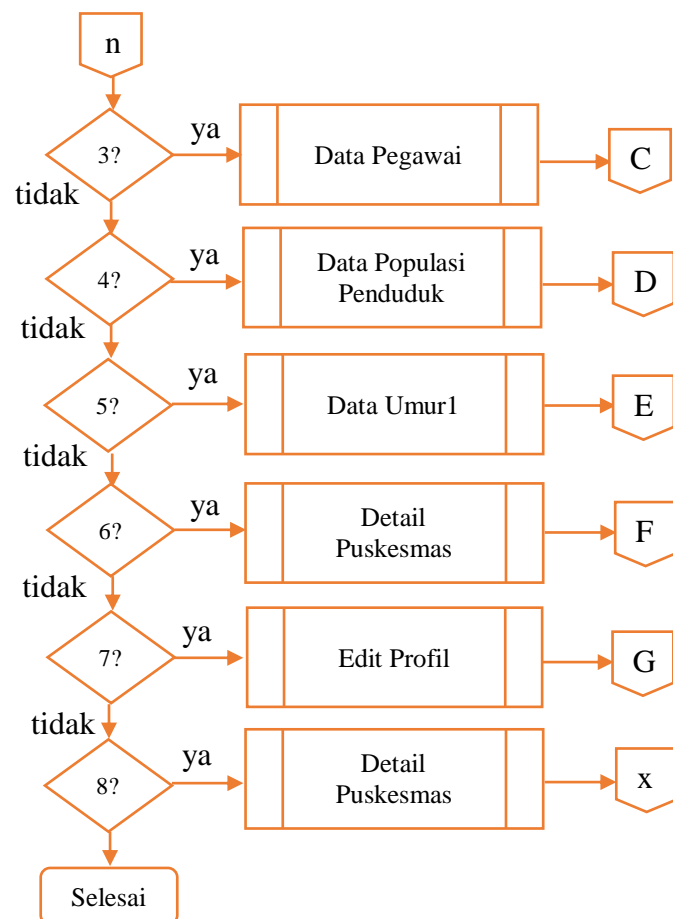 n
3?
ya
Data Pegawai
C
tidak
4?
ya
Data Populasi
Penduduk
D
tidak
5?
ya
Data Umur1
E
tidak
6?
ya
Detail
Puskesmas
F
tidak
7?
ya
Edit Profil
G
tidak
8?
ya
Detail
Puskesmas
x
Selesai